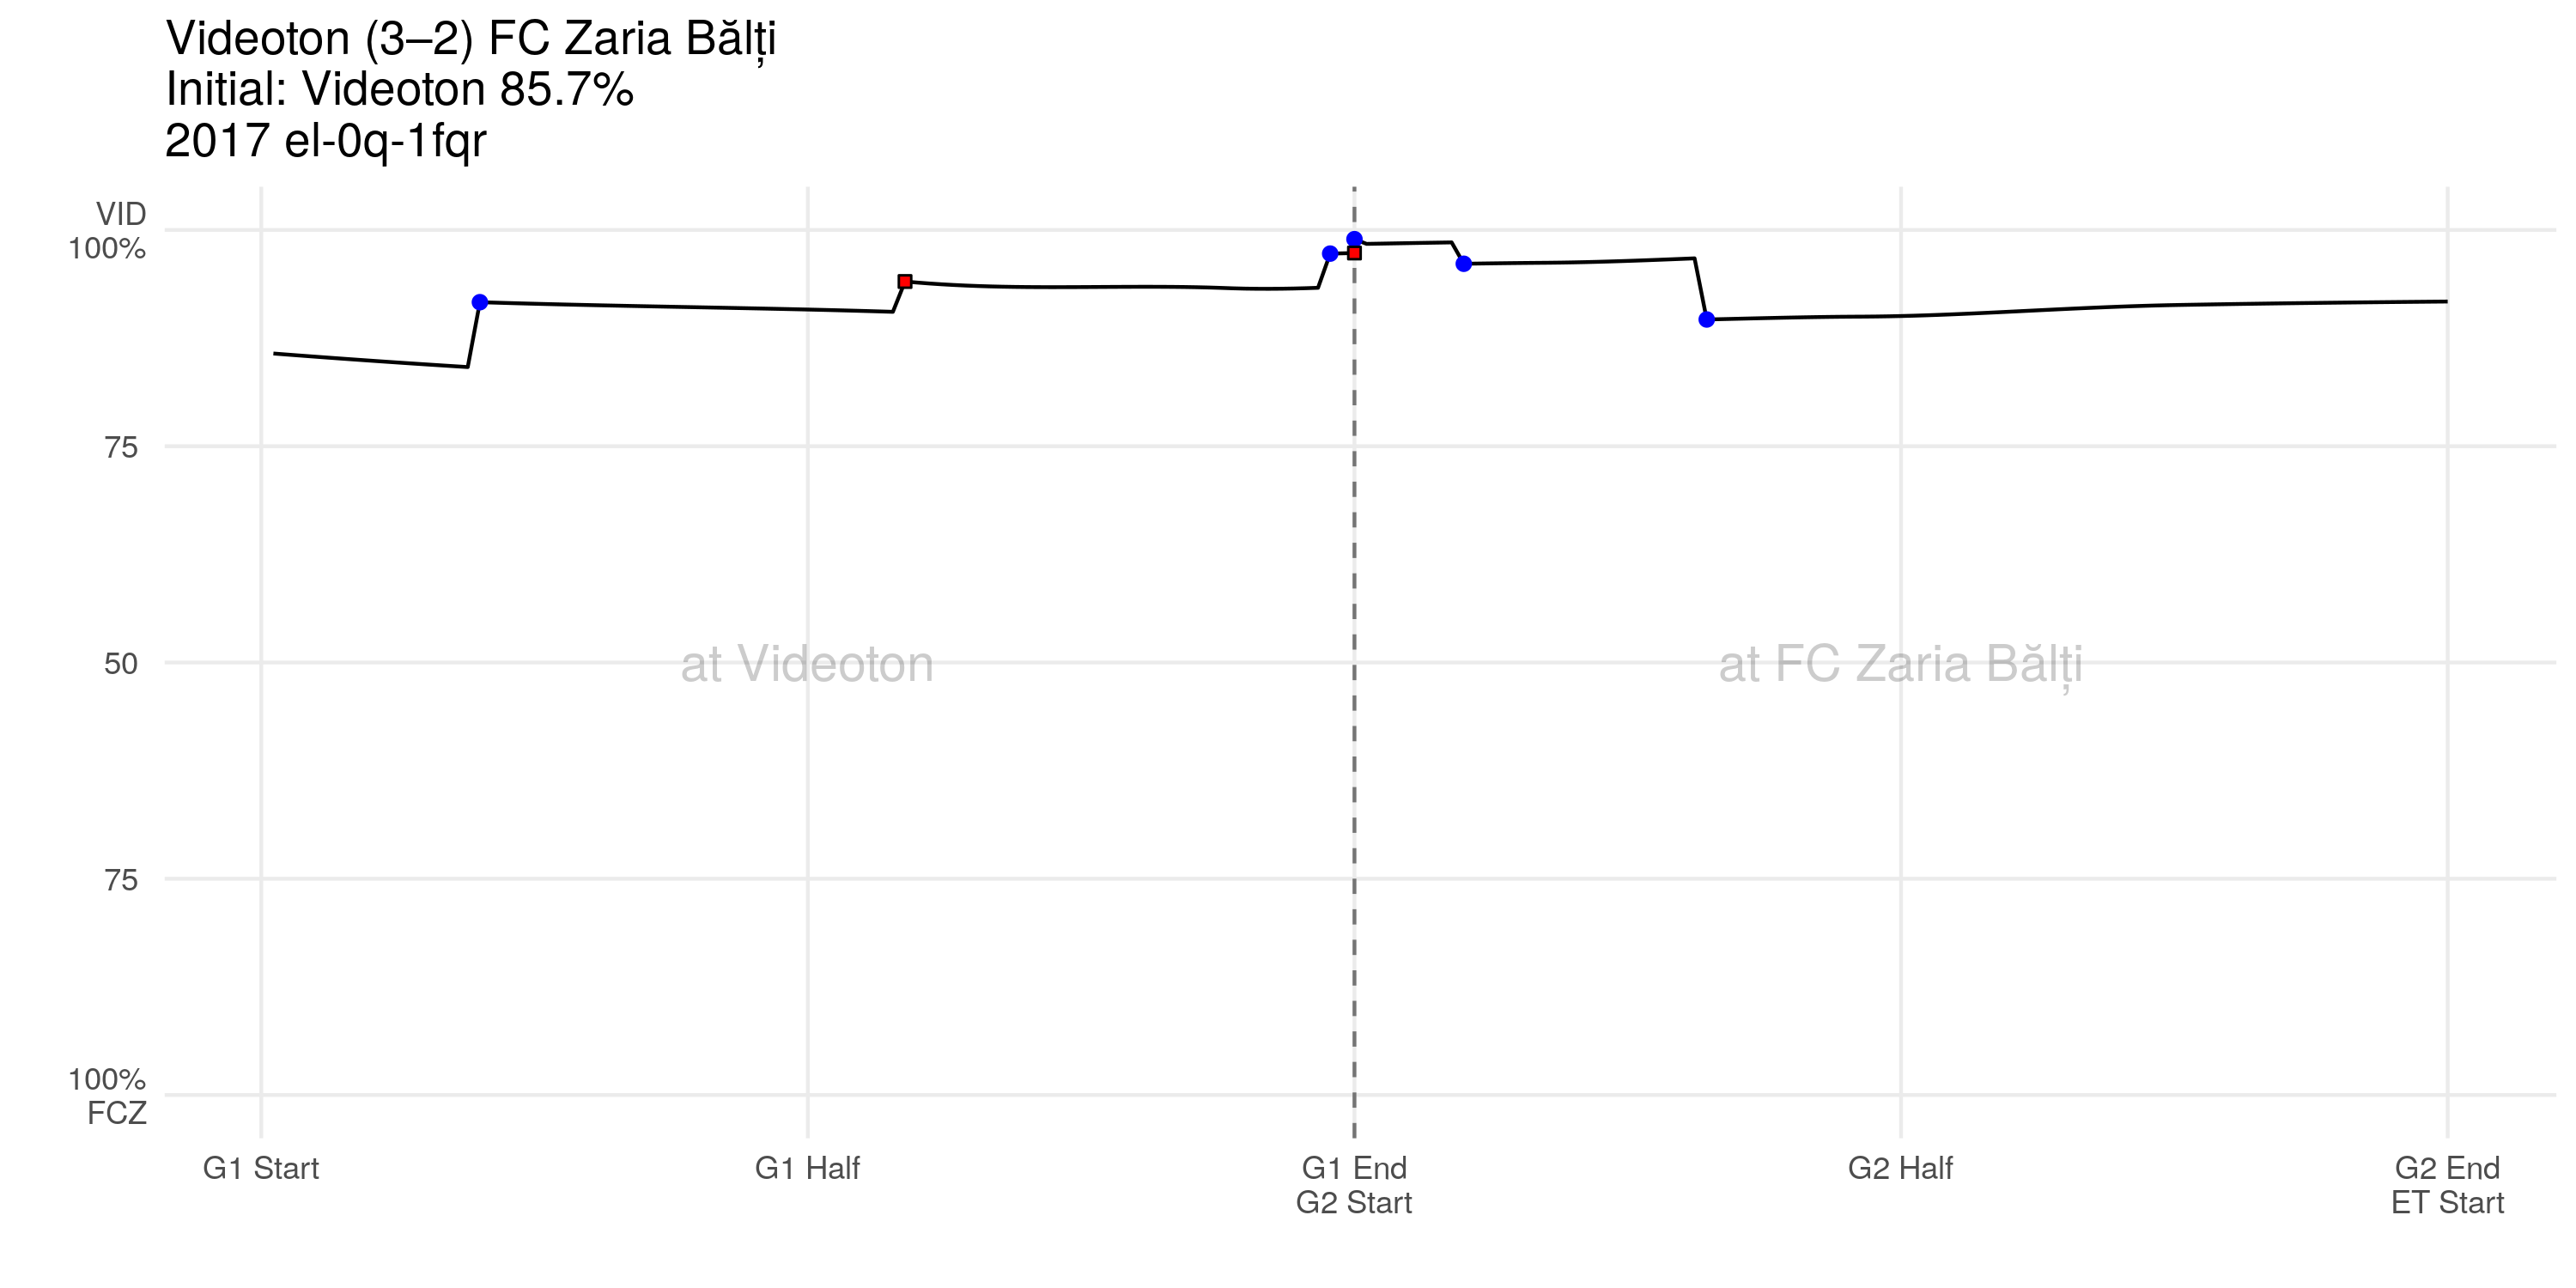 Videoton (3–2) FC Zaria Bălți
Initial: Videoton 85.7%
2017 el-0q-1fqr
VID
100%
75
50
75
100%
FCZ
at Videoton
at FC Zaria Bălți
G1 Start
G1 Half
G1 End
G2 Start
G2 Half
G2 End
ET Start